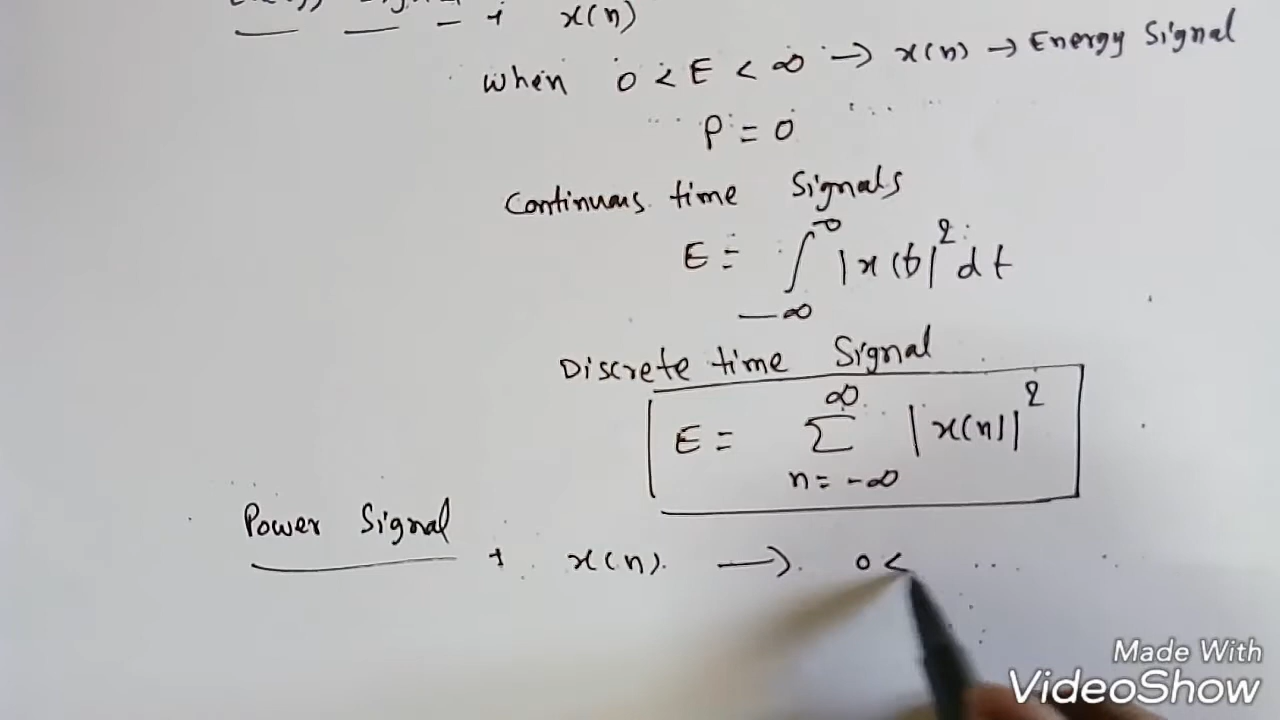 x(n)
when 0 < E < ∞ → x(n) → Energy Signal
P = 0
Continuous time Signals
E = ∫_{-∞}^{∞} |x(t)|² dt
Discrete time Signal
E = ∑_{n=-∞}^{∞} |x(n)|²
Power Signal + x(n). → 0 <
Made With
VideoShow